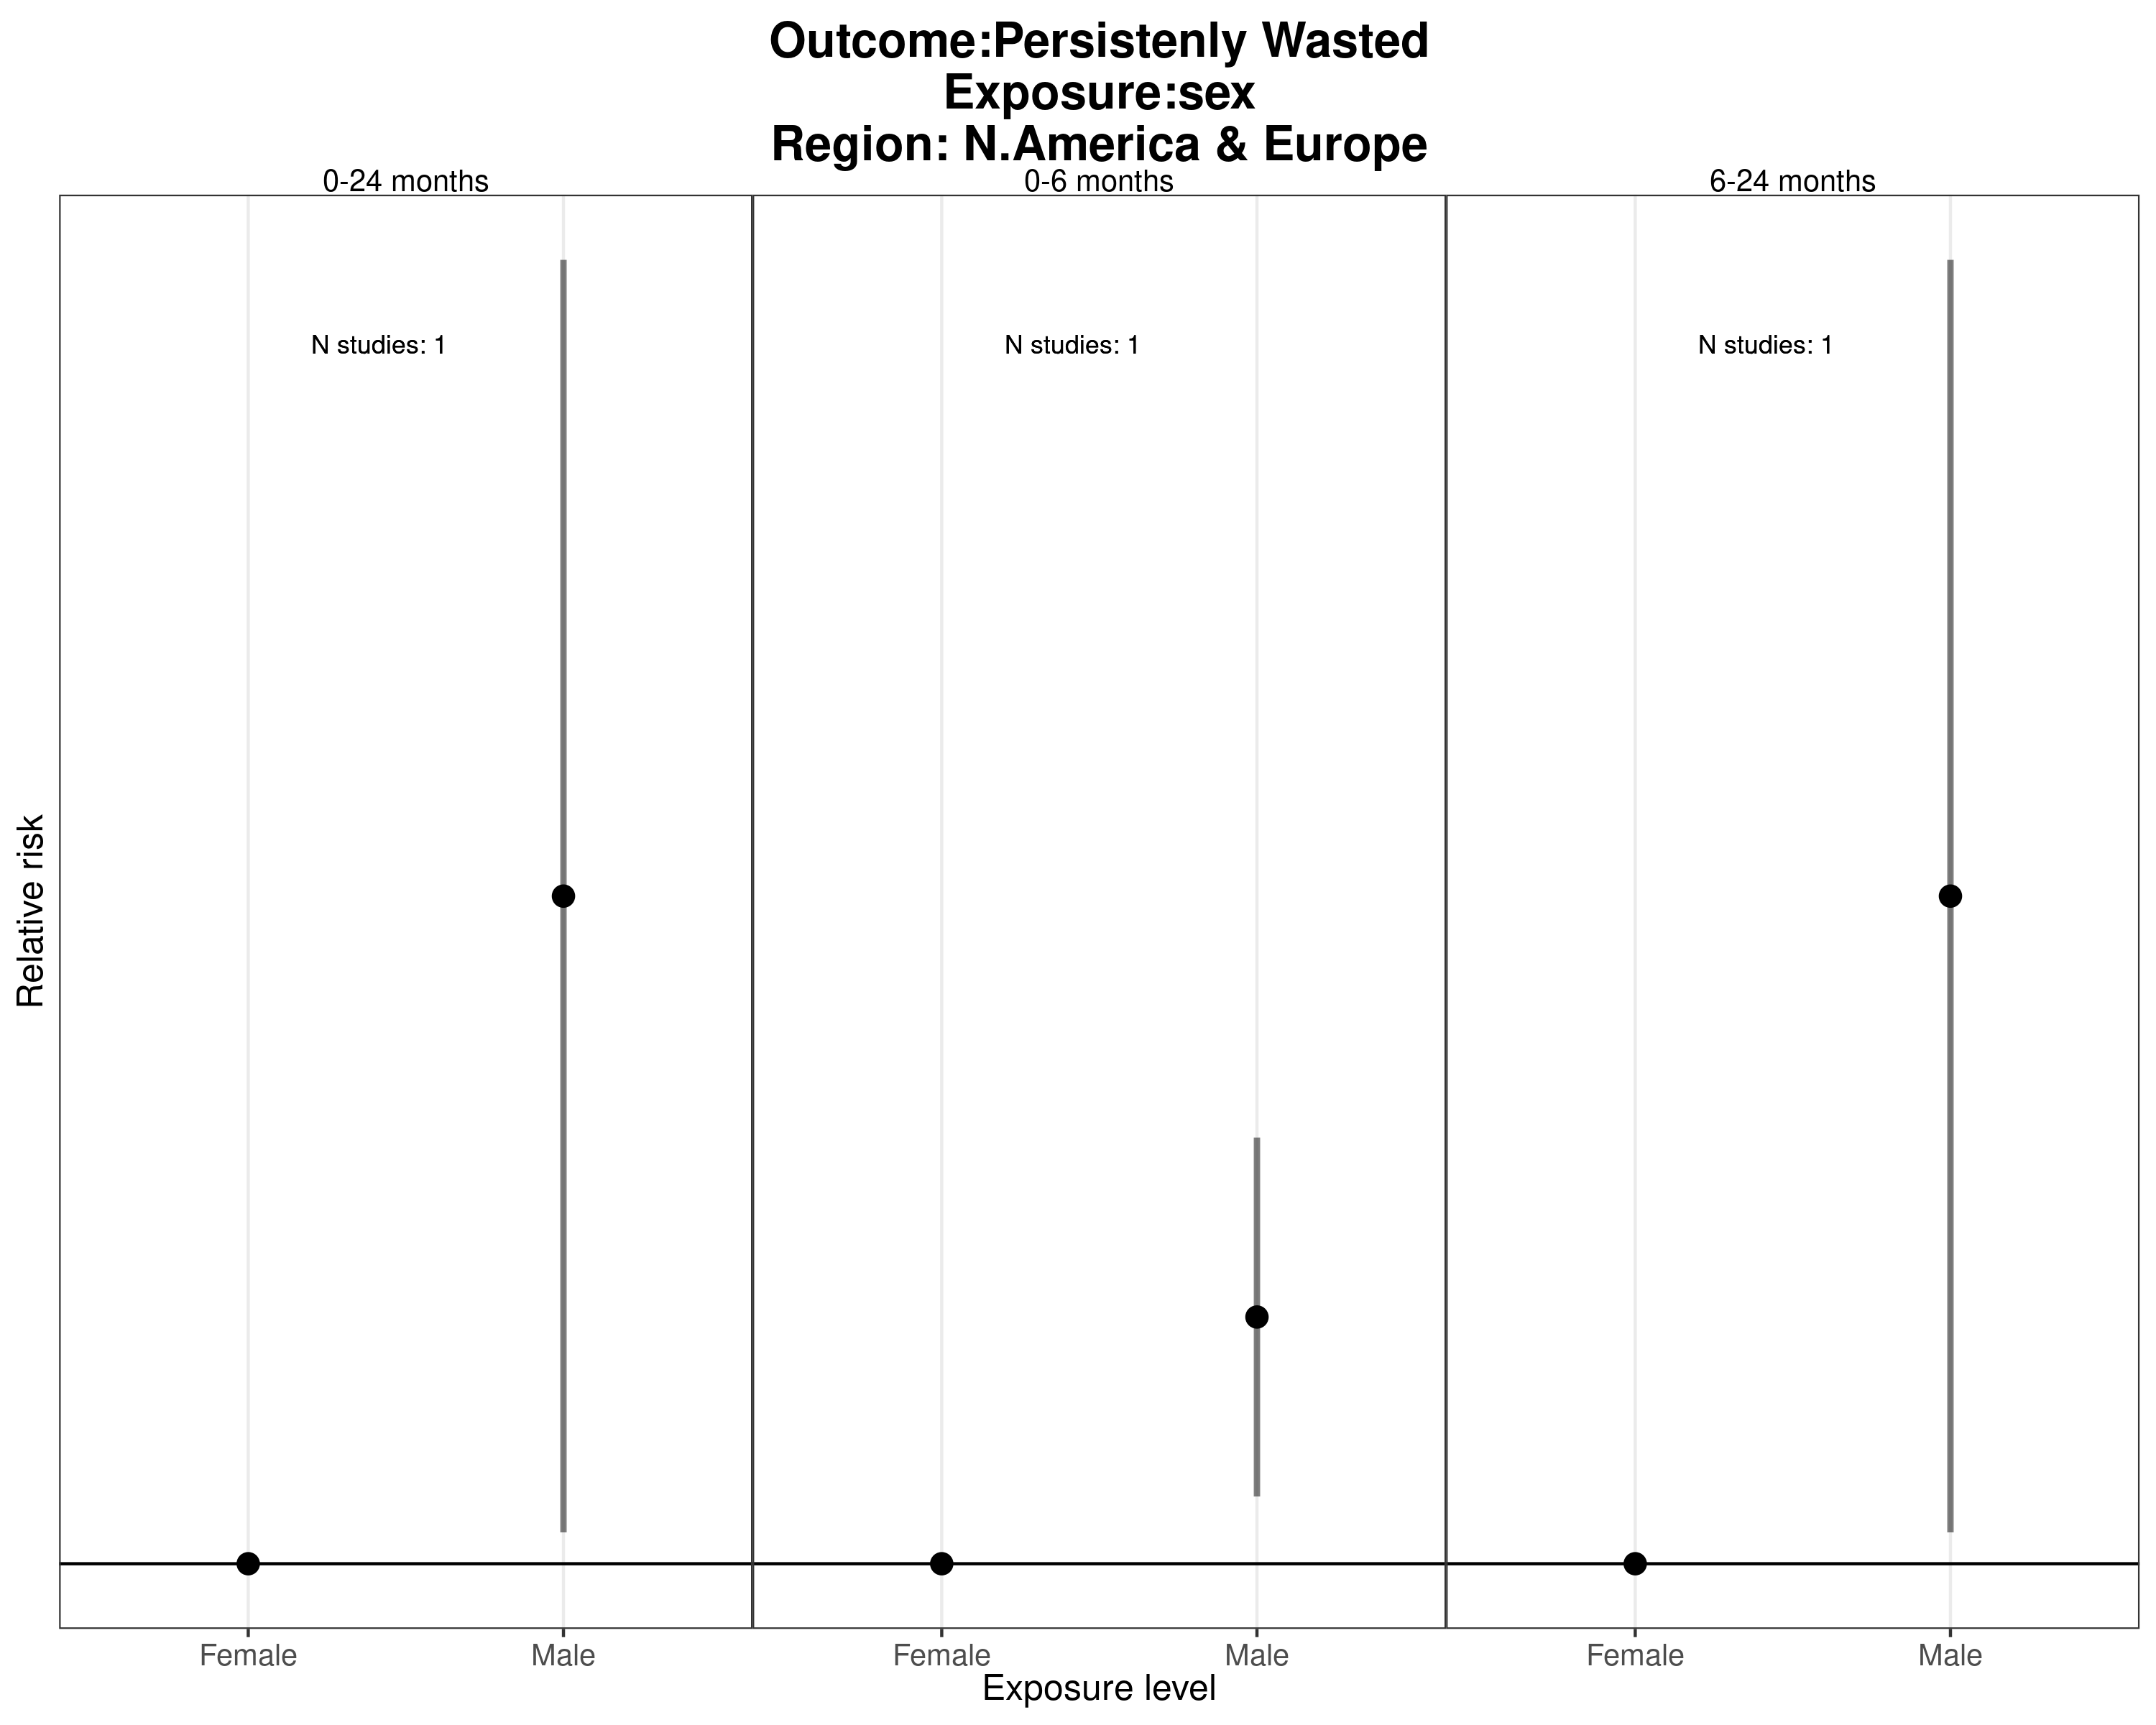 Outcome:Persistenly Wasted
Exposure:sex
Region: N.America & Europe
0-24 months
0-6 months
6-24 months
N studies: 1
N studies: 1
N studies: 1
Relative risk
Female
Male
Female
Male
Female
Male
Exposure level